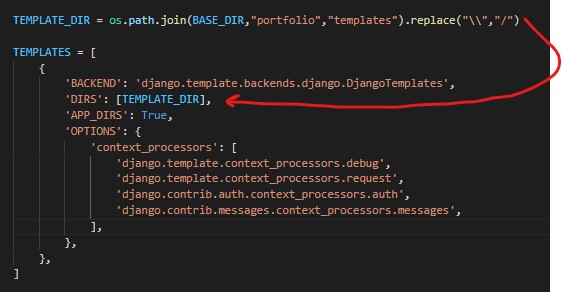 TEMPLATE_DIR = os.path.join(BASE_DIR,"portfolio","templates").replace("\\","/")
TEMPLATES = [
    {
        'BACKEND': 'django.template.backends.django.DjangoTemplates',
        'DIRS': [TEMPLATE_DIR],
        'APP_DIRS': True,
        'OPTIONS': {
            'context_processors': [
                'django.template.context_processors.debug',
                'django.template.context_processors.request',
                'django.contrib.auth.context_processors.auth',
                'django.contrib.messages.context_processors.messages',
            ],
        },
    },
]